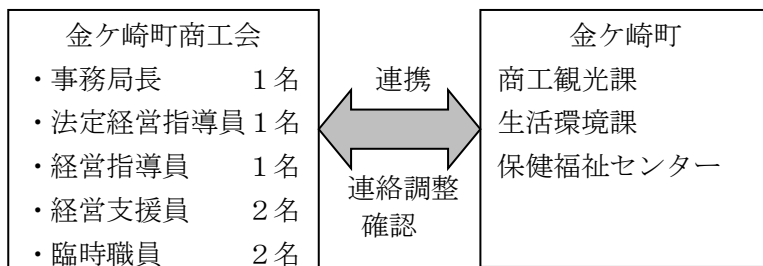 金ケ崎町商工会
・事務局長　　　１名
・法定経営指導員１名
・経営指導員　　１名
・経営支援員　　２名
・臨時職員　　　２名
連携
連絡調整
確認
金ケ崎町
商工観光課
生活環境課
保健福祉センター